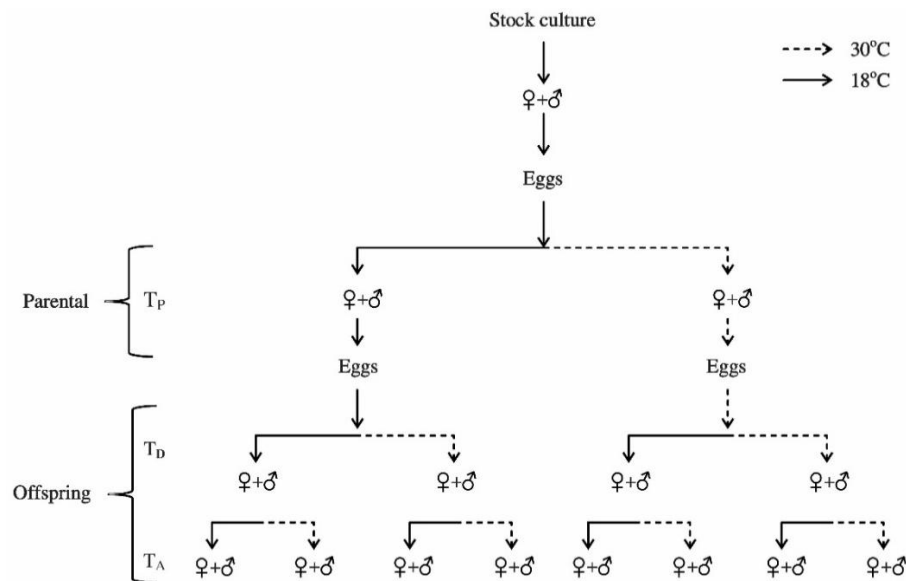 Stock culture
30°C
18°C
♀+♂
Eggs
Parental
T_P
♀+♂ ♀+♂
Eggs Eggs
Offspring
T_D
♀+♂ ♀+♂ ♀+♂ ♀+♂
T_A
♀+♂ ♀+♂ ♀+♂ ♀+♂ ♀+♂ ♀+♂ ♀+♂ ♀+♂